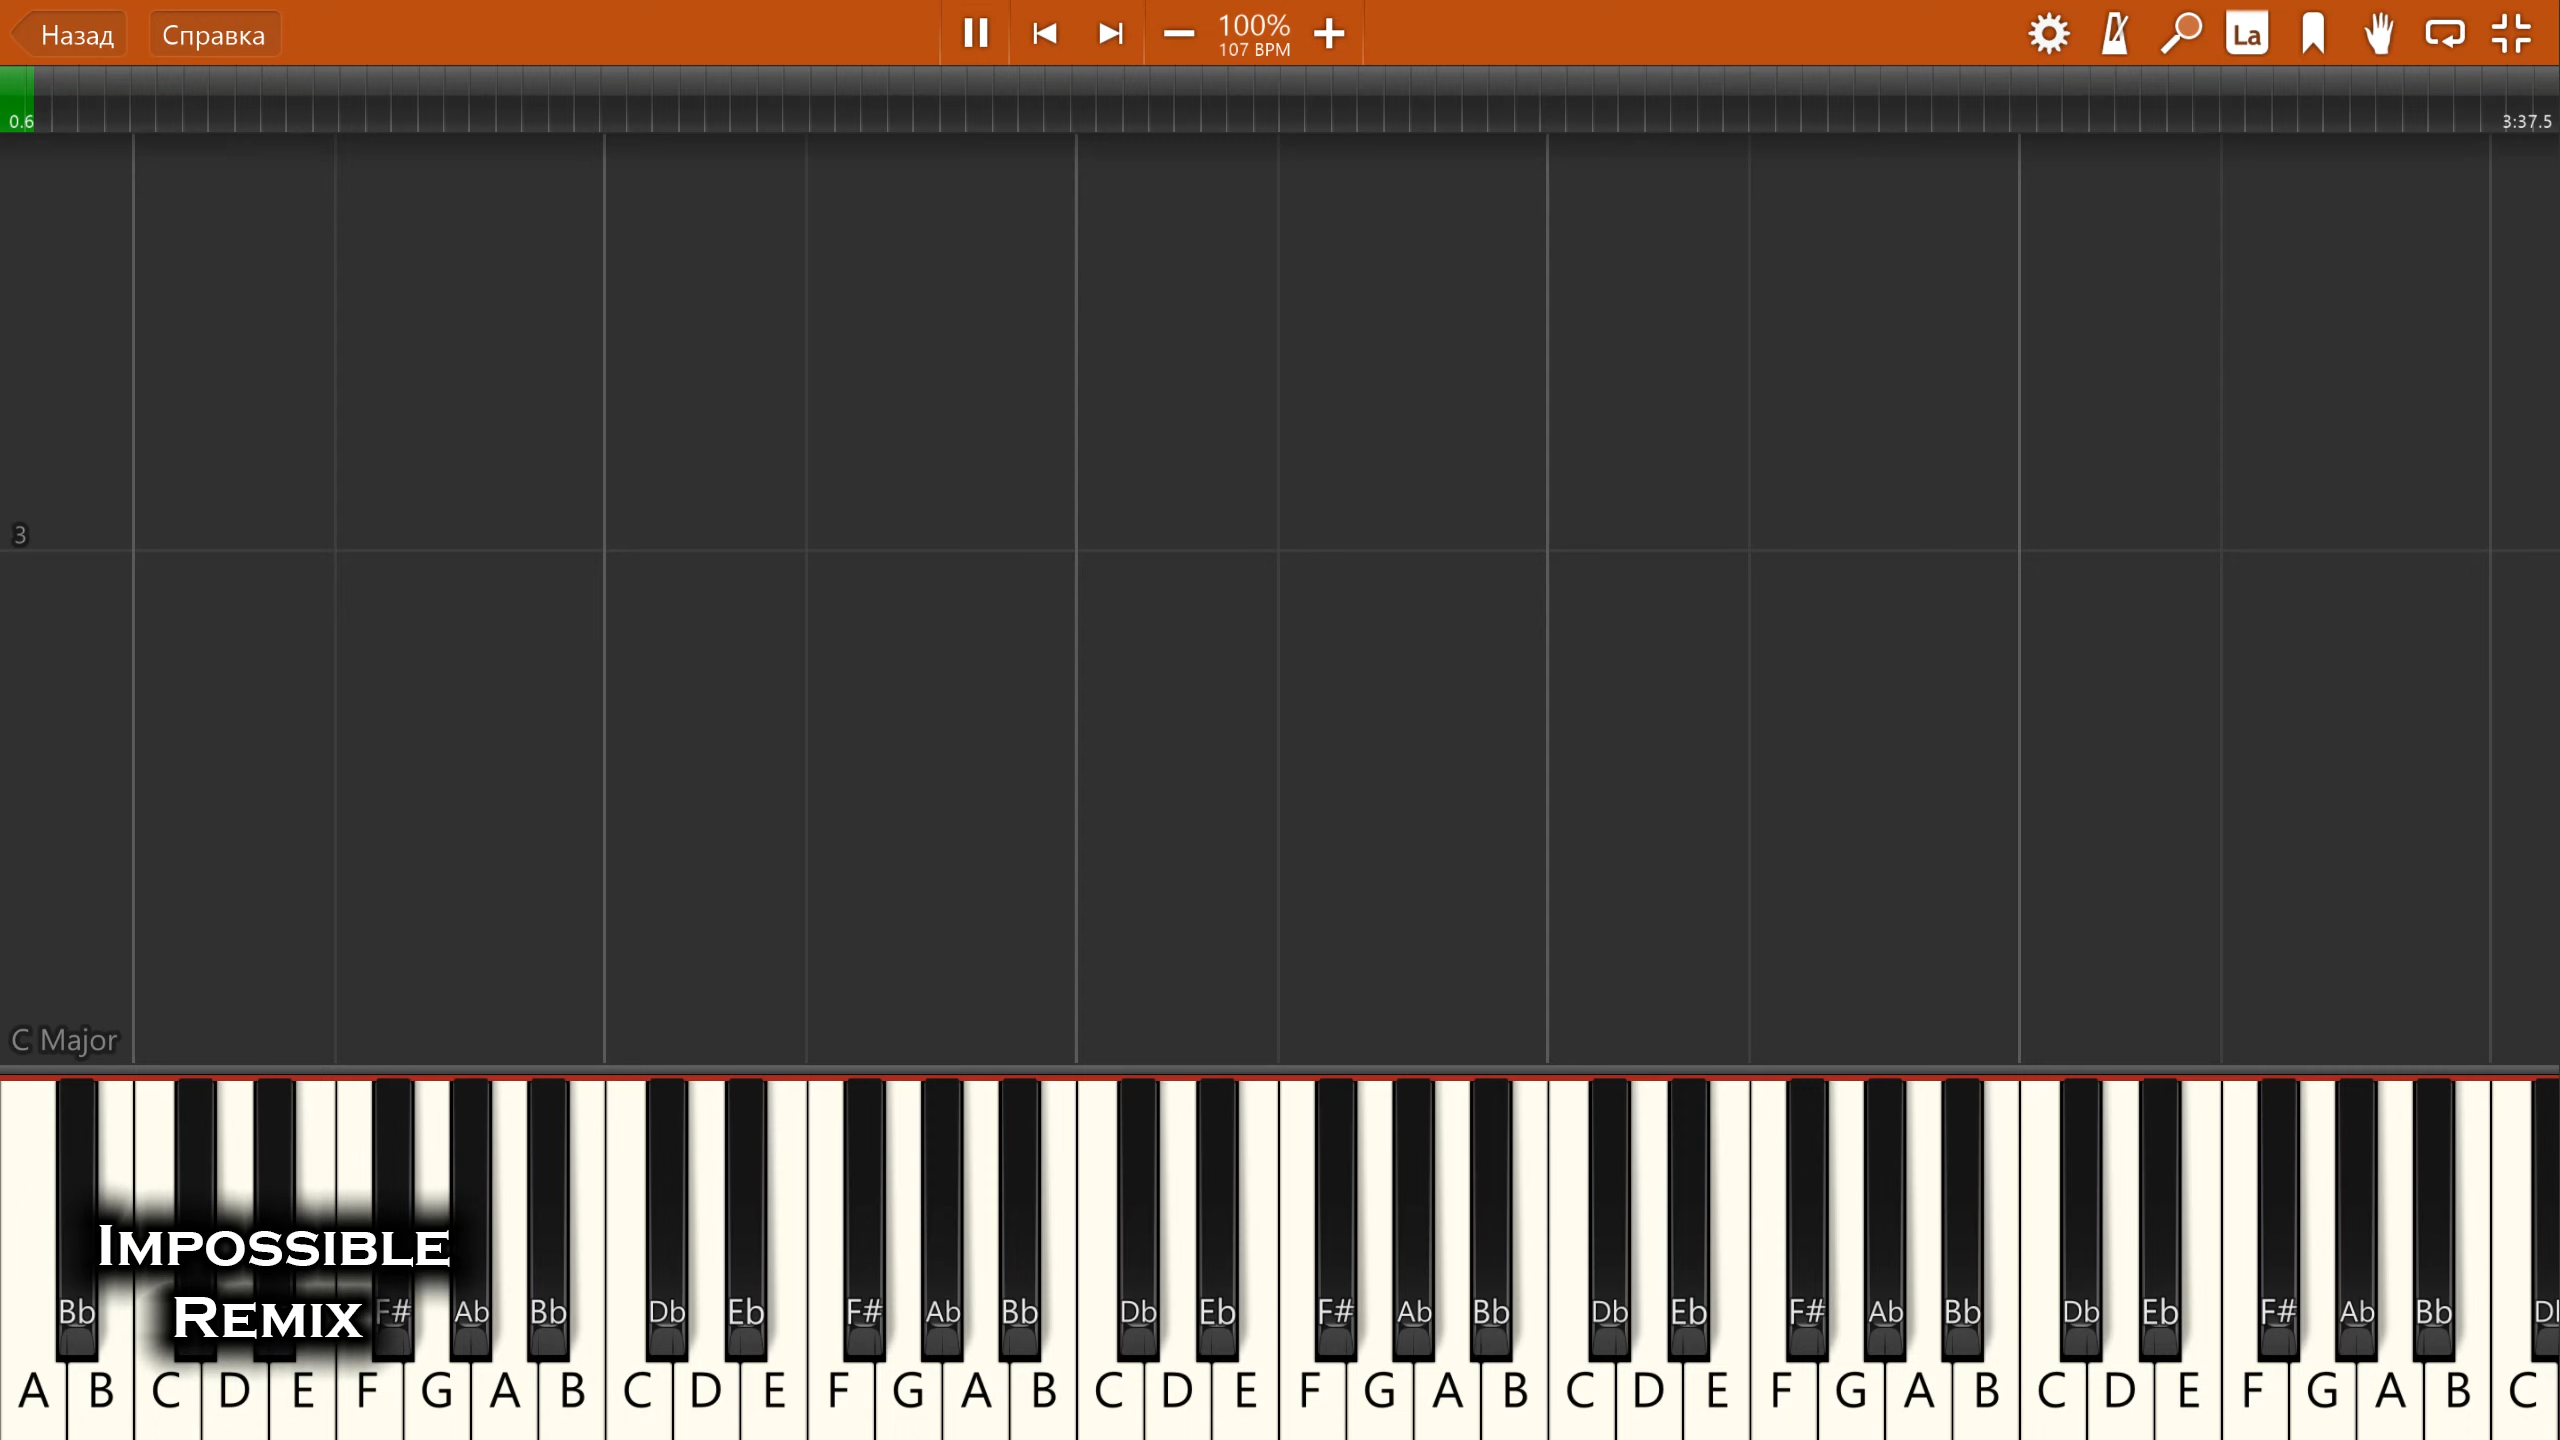 Назад Справка 100%
107 BPM
La
0.6 3:37.5
3
C Major
IMPOSSIBLE
REMIX
Bb F# Ab Bb Db Eb F# Ab Bb Db Eb F# Ab Bb Db Eb F# Ab Bb Db Eb F# Ab Bb
A B C D E F G A B C D E F G A B C D E F G A B C D E F G A B C D E F G A B C